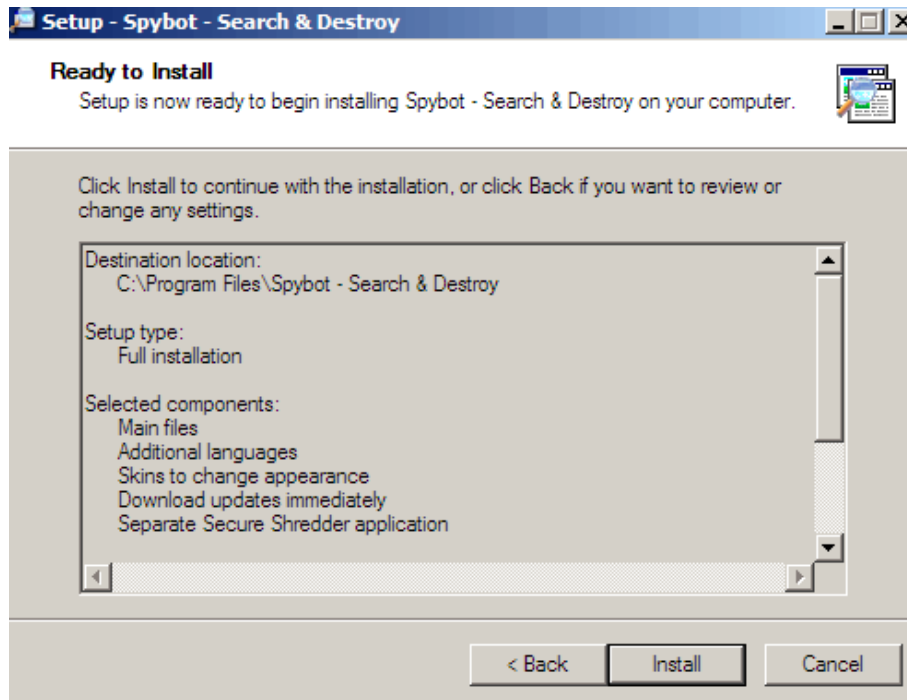 Setup - Spybot - Search & Destroy
Ready to Install
Setup is now ready to begin installing Spybot - Search & Destroy on your computer.
Click Install to continue with the installation, or click Back if you want to review or
change any settings.
Destination location:
C:\Program Files\Spybot - Search & Destroy
Setup type:
Full installation
Selected components:
Main files
Additional languages
Skins to change appearance
Download updates immediately
Separate Secure Shredder application
< Back Install Cancel